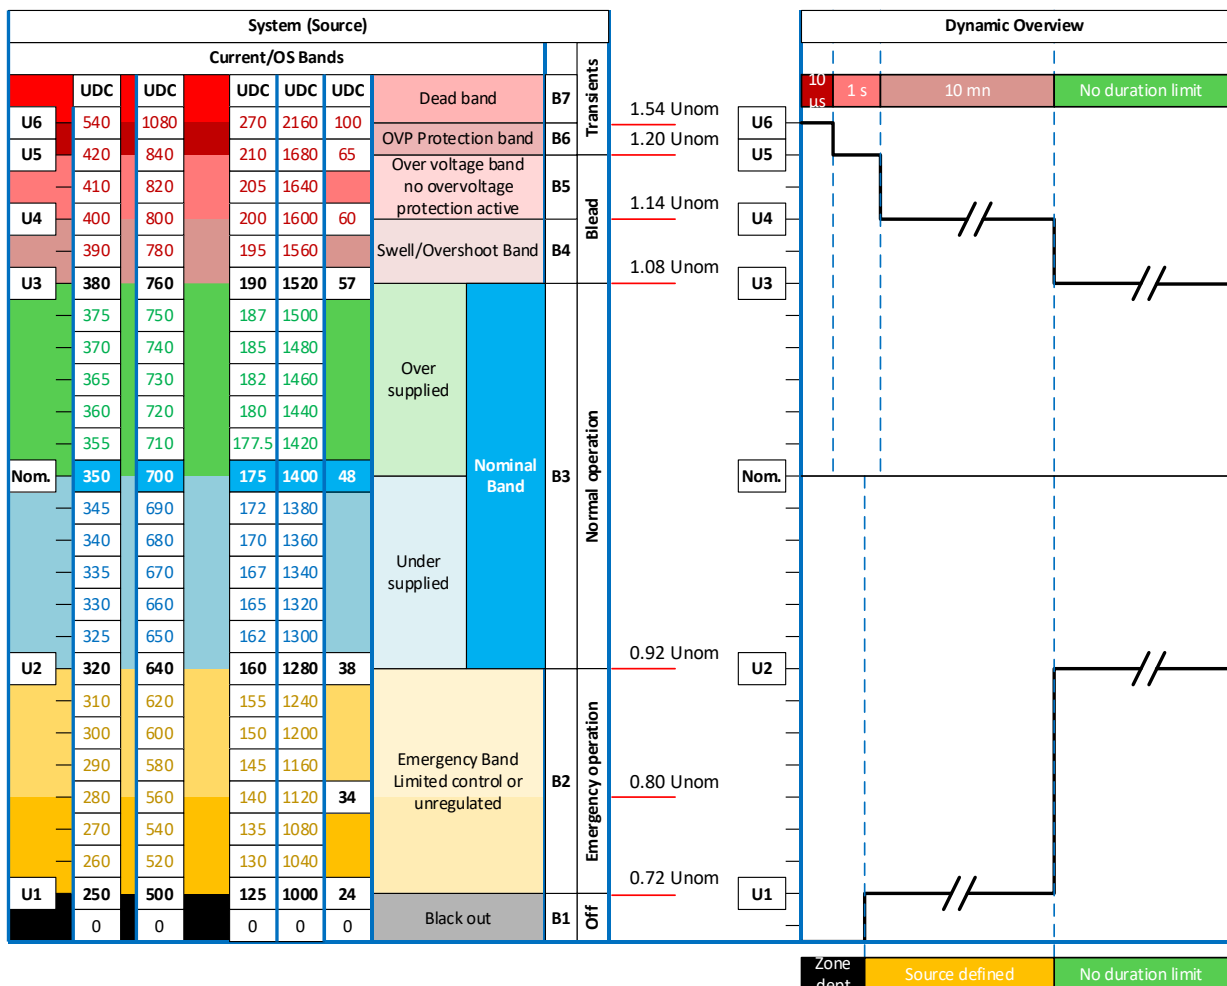 System (Source)
Dynamic Overview
Current/OS Bands
Transients
UDC UDC UDC UDC UDC
Dead band
B7
10 µs
1 s
10 mn
No duration limit
1.54 Unom
U6 540 1080 270 2160 100
OVP Protection band
B6
U6
1.20 Unom
U5 420 840 210 1680 65
U5
Over voltage band
no overvoltage
protection active
B5
Blead
410 820 205 1640
1.14 Unom
U4 400 800 200 1600 60
U4
390 780 195 1560
Swell/Overshoot Band
B4
1.08 Unom
U3 380 760 190 1520 57
U3
375 750 187 1500
370 740 185 1480
365 730 182 1460
360 720 180 1440
355 710 177.5 1420
Over
supplied
Nom. 350 700 175 1400 48
Nominal
Band
B3
Normal operation
Nom.
345 690 172 1380
340 680 170 1360
335 670 167 1340
330 660 165 1320
325 650 162 1300
Under
supplied
0.92 Unom
U2 320 640 160 1280 38
U2
310 620 155 1240
300 600 150 1200
290 580 145 1160
280 560 140 1120 34
270 540 135 1080
260 520 130 1040
Emergency Band
Limited control or
unregulated
B2
Emergency operation
0.80 Unom
0.72 Unom
U1 250 500 125 1000 24
U1
0 0 0 0 0
Black out
B1
Off
Zone
dent
Source defined
No duration limit